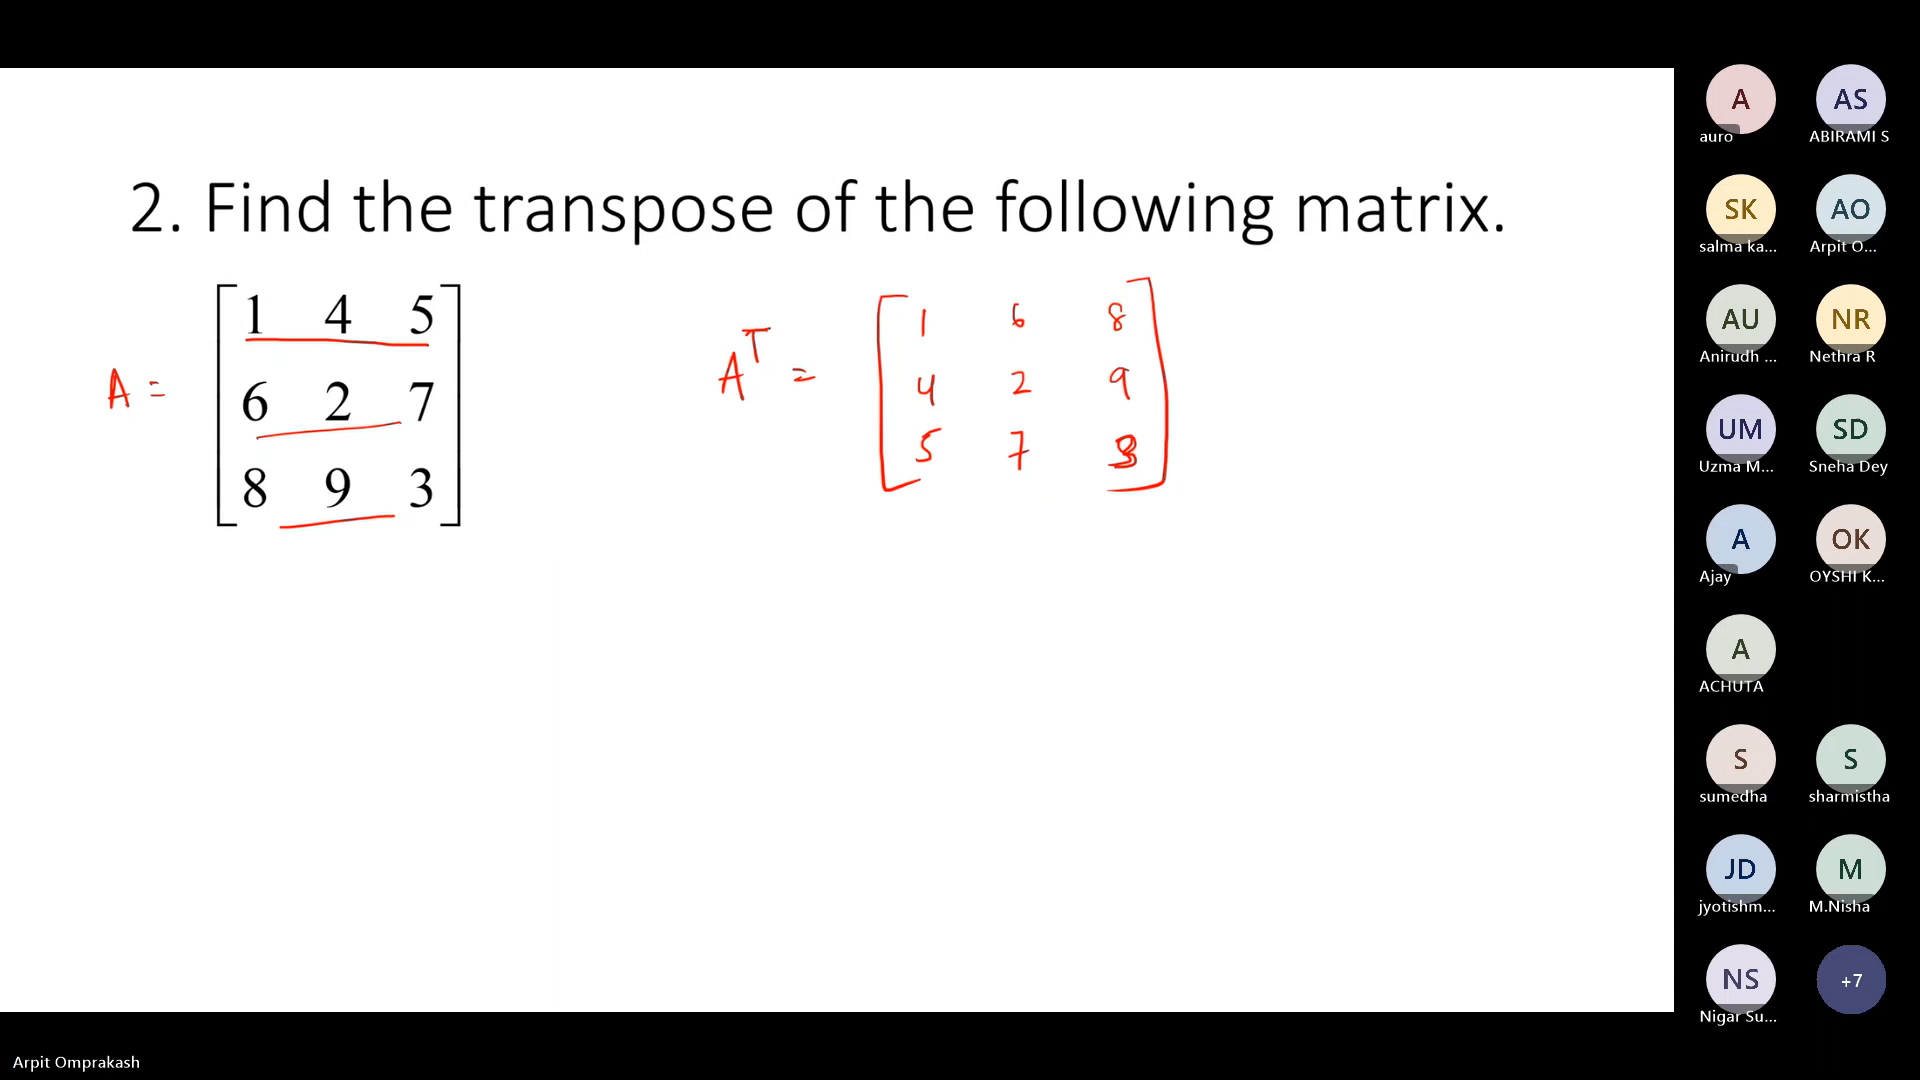 2. Find the transpose of the following matrix.
A =
1 4 5
6 2 7
8 9 3
A^T =
1 6 8
4 2 9
5 7 3
A
auro
AS
ABIRAMI S
SK
salma ka...
AO
Arpit O...
AU
Anirudh ...
NR
Nethra R
UM
Uzma M...
SD
Sneha Dey
A
Ajay
OK
OYSHI K...
A
ACHUTA
S
sumedha
S
sharmistha
JD
jyotishm...
M
M.Nisha
NS
Nigar Su...
+7
Arpit Omprakash